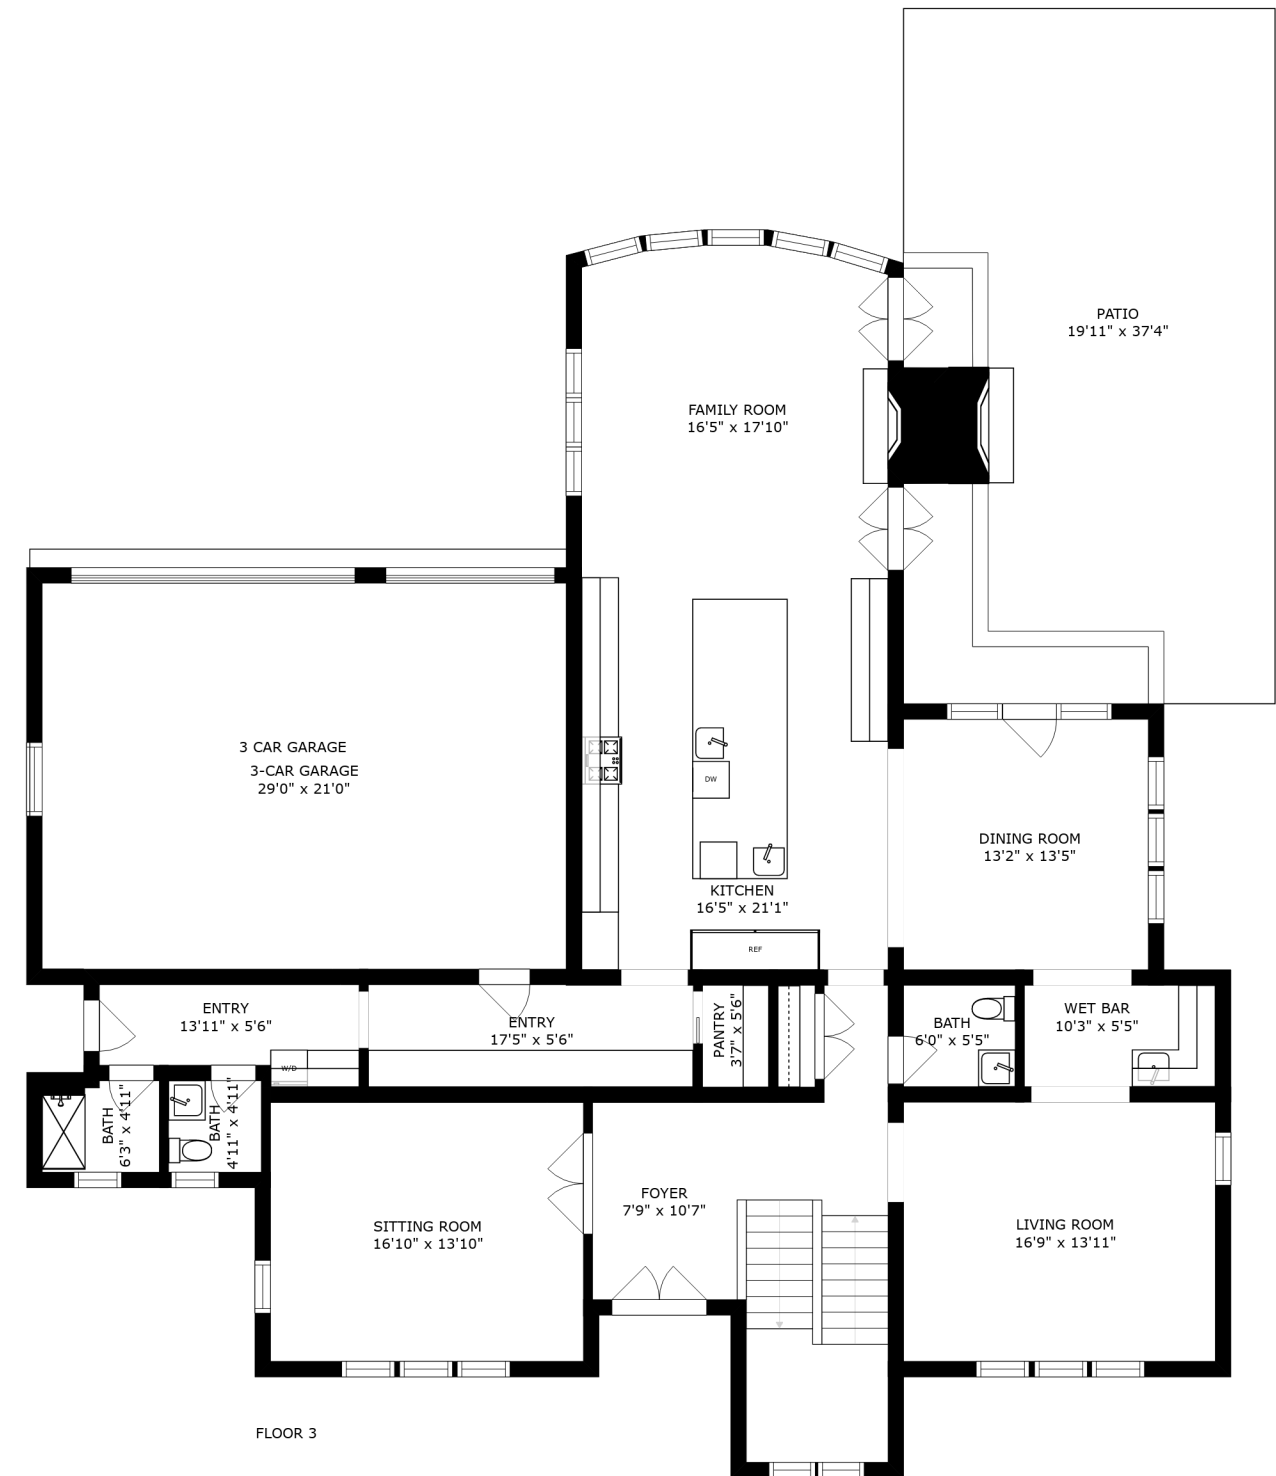 PATIO
19'11" x 37'4"
FAMILY ROOM
16'5" x 17'10"
3 CAR GARAGE
3-CAR GARAGE
29'0" x 21'0"
DW
DINING ROOM
13'2" x 13'5"
KITCHEN
16'5" x 21'1"
REF
ENTRY
13'11" x 5'6"
ENTRY
17'5" x 5'6"
PANTRY
3'7" x 5'6"
BATH
6'0" x 5'5"
WET BAR
10'3" x 5'5"
W/D
BATH
6'3" x 4'11"
BATH
4'11" x 4'11"
SITTING ROOM
16'10" x 13'10"
FOYER
7'9" x 10'7"
LIVING ROOM
16'9" x 13'11"
FLOOR 3